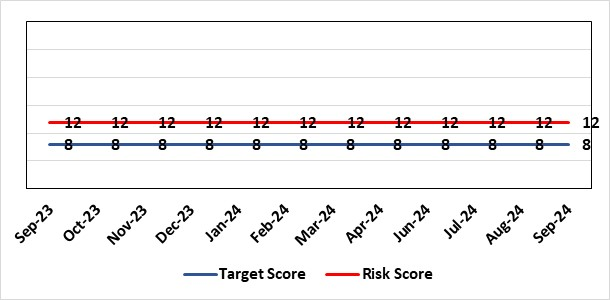 12 12 12 12 12 12 12 12 12 12 12 12
8 8 8 8 8 8 8 8 8 8 8 8
Sep-23 Oct-23 Nov-23 Dec-23 Jan-24 Feb-24 Mar-24 Apr-24 Jun-24 Jul-24 Aug-24 Sep-24
Target Score Risk Score